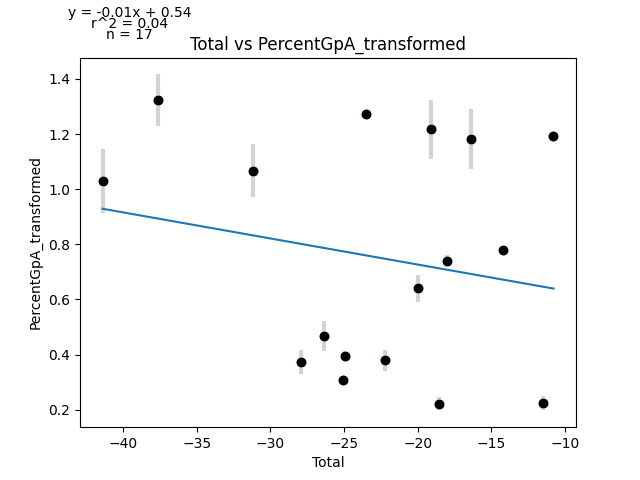 y = -0.01x + 0.54
r^2 = 0.04
n = 17
Total vs PercentGpA_transformed
1.4
1.2
1.0
0.8
0.6
0.4
0.2
PercentGpA_transformed
−40
−35
−30
−25
−20
−15
−10
Total